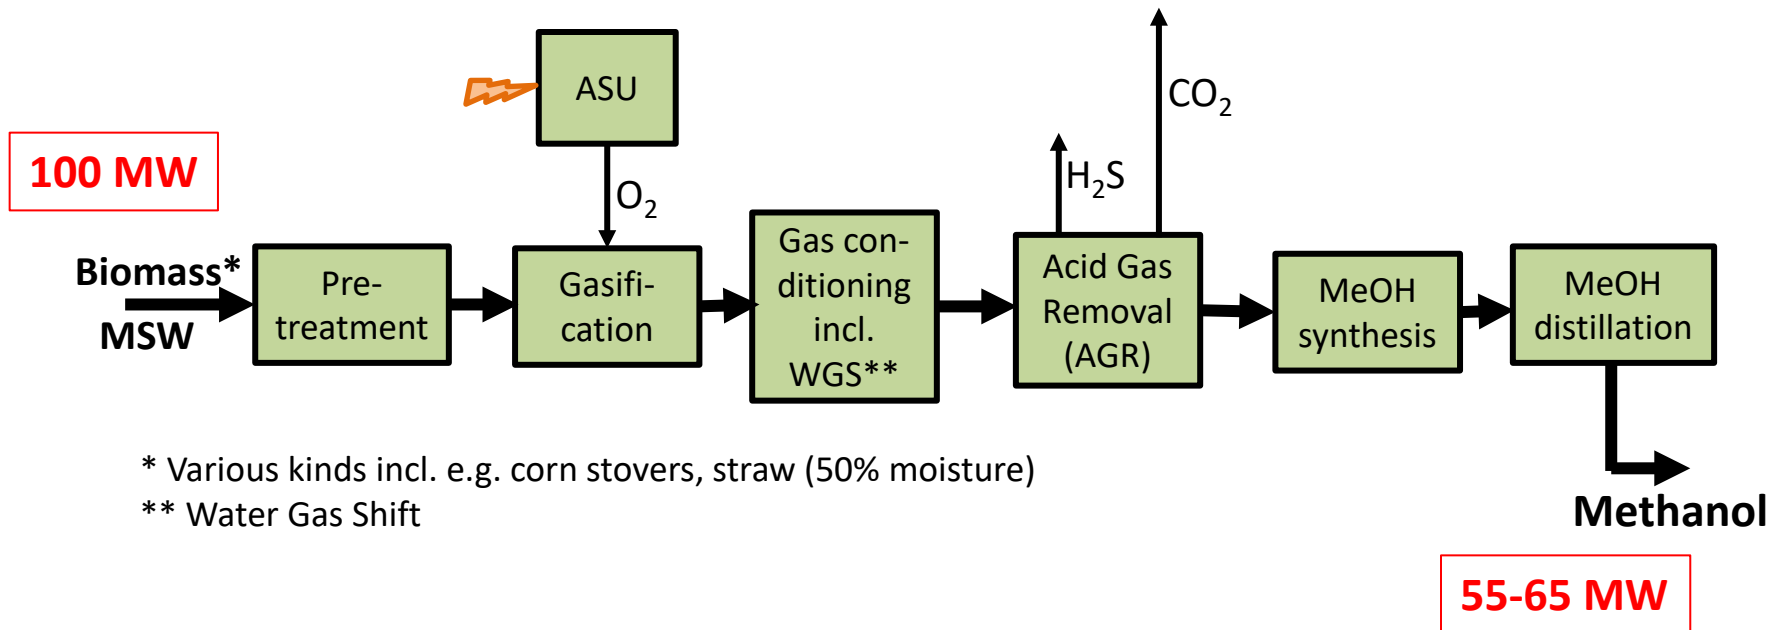 ASU
CO₂
100 MW
H₂S
O₂
Biomass*
MSW
Pre-
treatment
Gasifi-
cation
Gas con-
ditioning
incl.
WGS**
Acid Gas
Removal
(AGR)
MeOH
synthesis
MeOH
distillation
* Various kinds incl. e.g. corn stovers, straw (50% moisture)
** Water Gas Shift
Methanol
55-65 MW